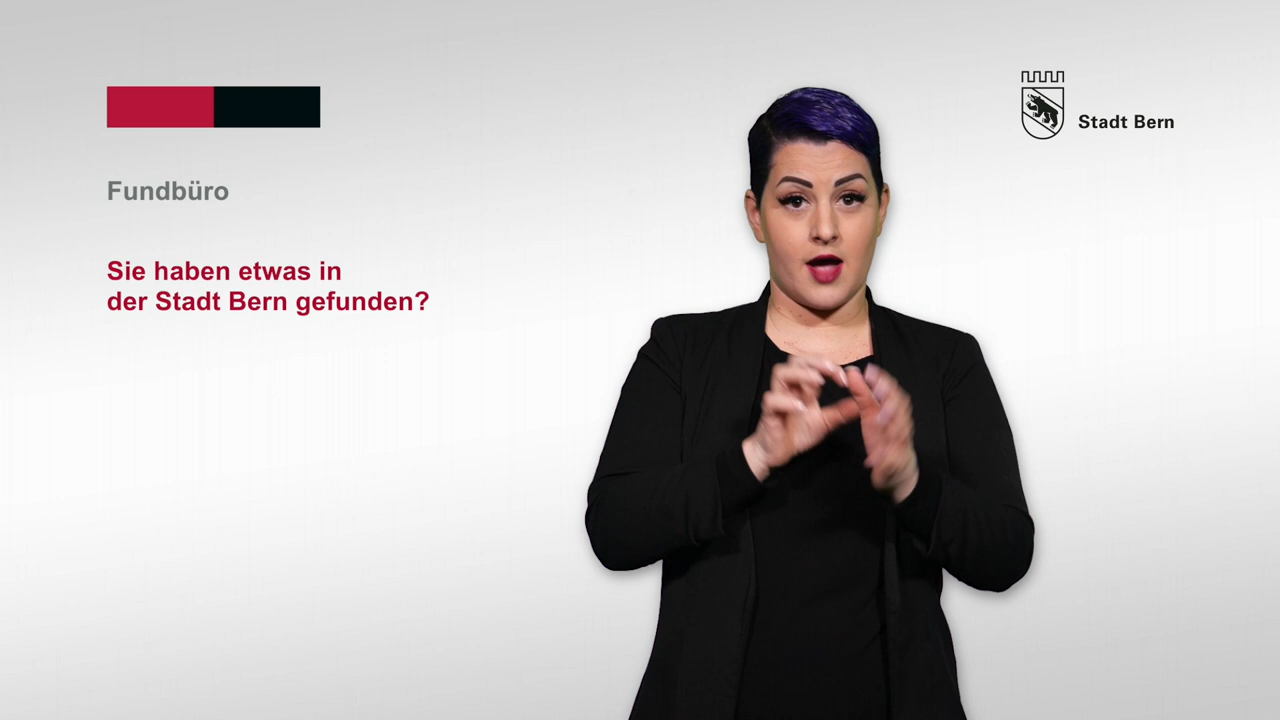 Stadt Bern
Fundbüro
Sie haben etwas in
der Stadt Bern gefunden?